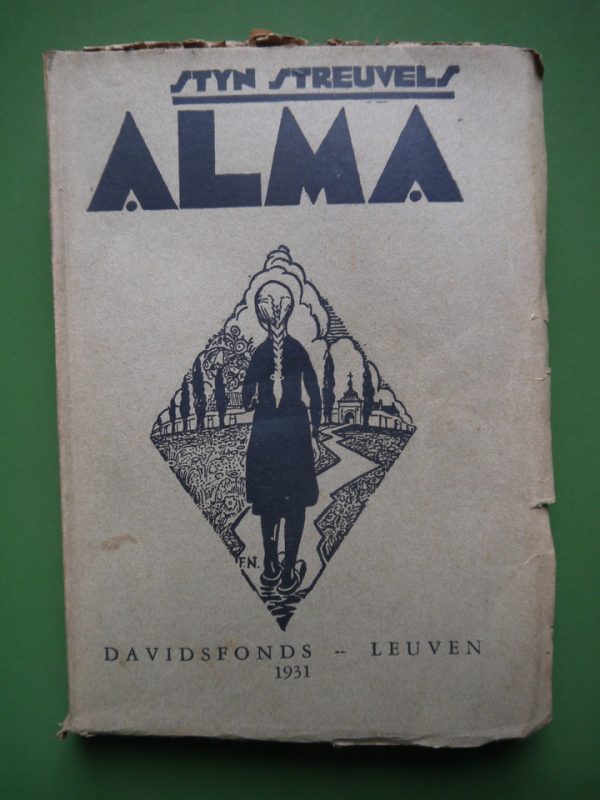 STYN STREUVELS
ALMA
F.N.
DAVIDSFONDS -- LEUVEN
1931